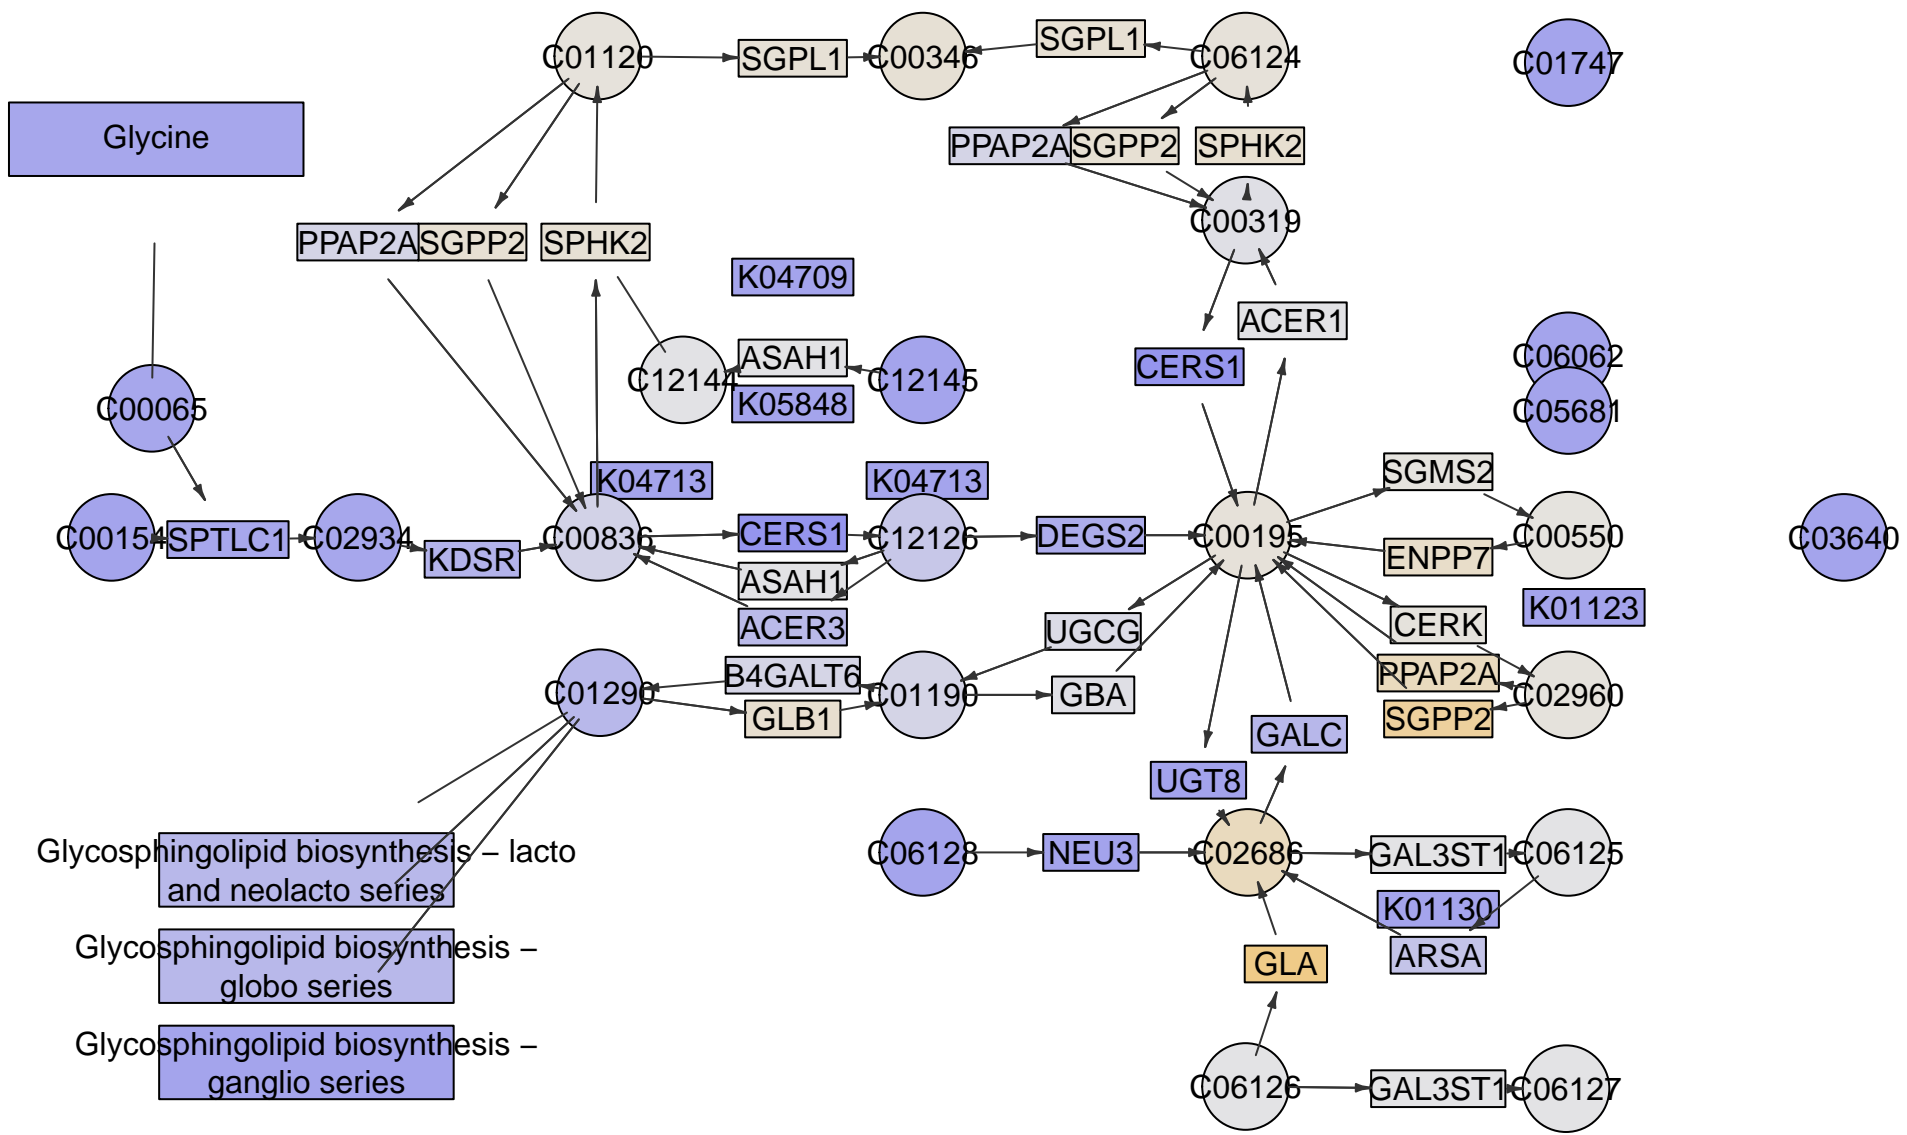 C01120
SGPL1
C00346
SGPL1
C06124
C01747
Glycine
PPAP2A
SGPP2
SPHK2
C00319
PPAP2A
SGPP2
SPHK2
K04709
ACER1
CERS1
C06062
C12144
ASAH1
C12145
K05848
C05681
C00065
K04713
K04713
SGMS2
C00154
SPTLC1
C02934
KDSR
C00836
CERS1
C12126
DEGS2
C00195
C00550
C03640
ENPP7
ASAH1
K01123
ACER3
UGCG
CERK
C01290
B4GALT6
C01190
GBA
PPAP2A
C02960
GLB1
SGPP2
GALC
UGT8
Glycosphingolipid biosynthesis – lacto
and neolacto series
C06128
NEU3
C02686
GAL3ST1
C06125
K01130
Glycosphingolipid biosynthesis –
globo series
GLA
ARSA
Glycosphingolipid biosynthesis –
ganglio series
C06126
GAL3ST1
C06127